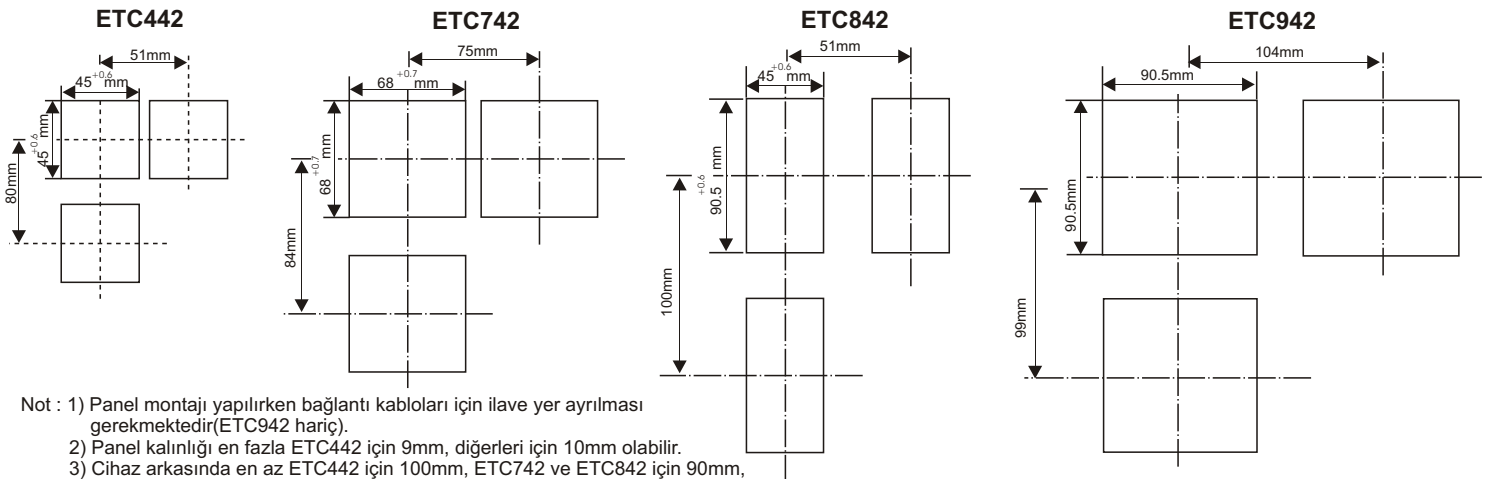 ETC442
ETC742
ETC842
ETC942
51mm
45 +0.6 mm
45 +0.6 mm
80mm
75mm
68 +0.7 mm
68 +0.7 mm
84mm
51mm
45 +0.6 mm
90.5 +0.6 mm
100mm
104mm
90.5mm
90.5mm
99mm
Not : 1) Panel montajı yapılırken bağlantı kabloları için ilave yer ayrılması
gerekmektedir(ETC942 hariç).
2) Panel kalınlığı en fazla ETC442 için 9mm, diğerleri için 10mm olabilir.
3) Cihaz arkasında en az ETC442 için 100mm, ETC742 ve ETC842 için 90mm,